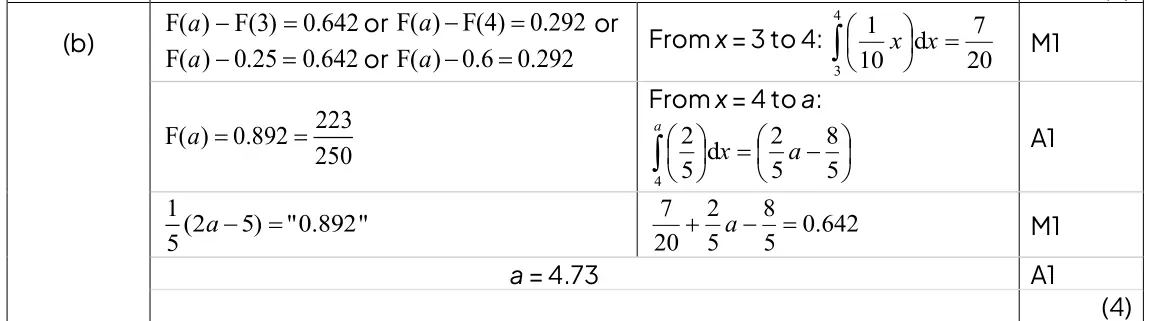 (b)
F(a) − F(3) = 0.642 or F(a) − F(4) = 0.292 or
F(a) − 0.25 = 0.642 or F(a) − 0.6 = 0.292
From x = 3 to 4: ∫₃⁴ (1/10 x) dx = 7/20
M1
F(a) = 0.892 = 223/250
From x = 4 to a:
∫₄ᵃ (2/5) dx = (2/5 a − 8/5)
A1
1/5 (2a − 5) = "0.892"
7/20 + 2/5 a − 8/5 = 0.642
M1
a = 4.73
A1
(4)